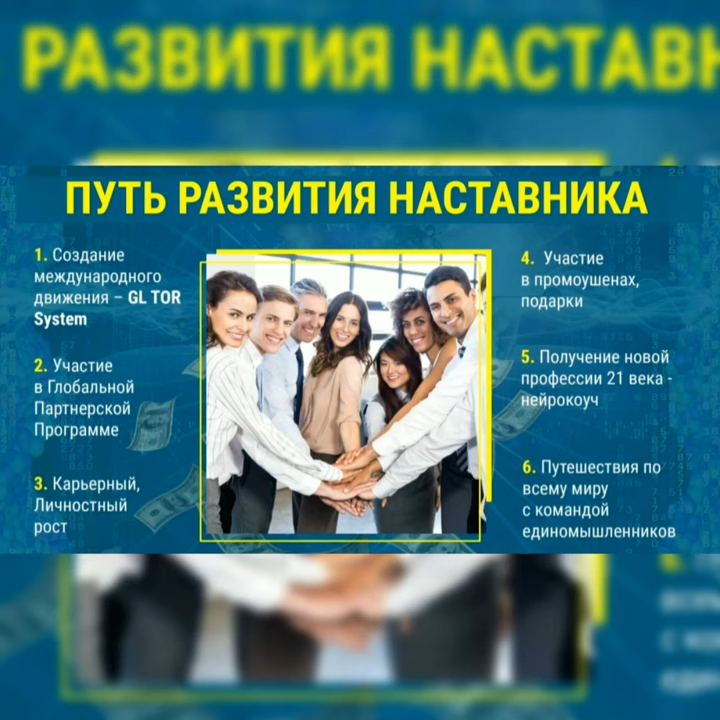 РАЗВИТИЯ НАСТАВН
ПУТЬ РАЗВИТИЯ НАСТАВНИКА
1. Создание
международного
движения – GL TOR
System
2. Участие
в Глобальной
Партнерской
Программе
3. Карьерный,
Личностный
рост
4. Участие
в промоушенах,
подарки
5. Получение новой
профессии 21 века -
нейрокоуч
6. Путешествия по
всему миру
с командой
единомышленников